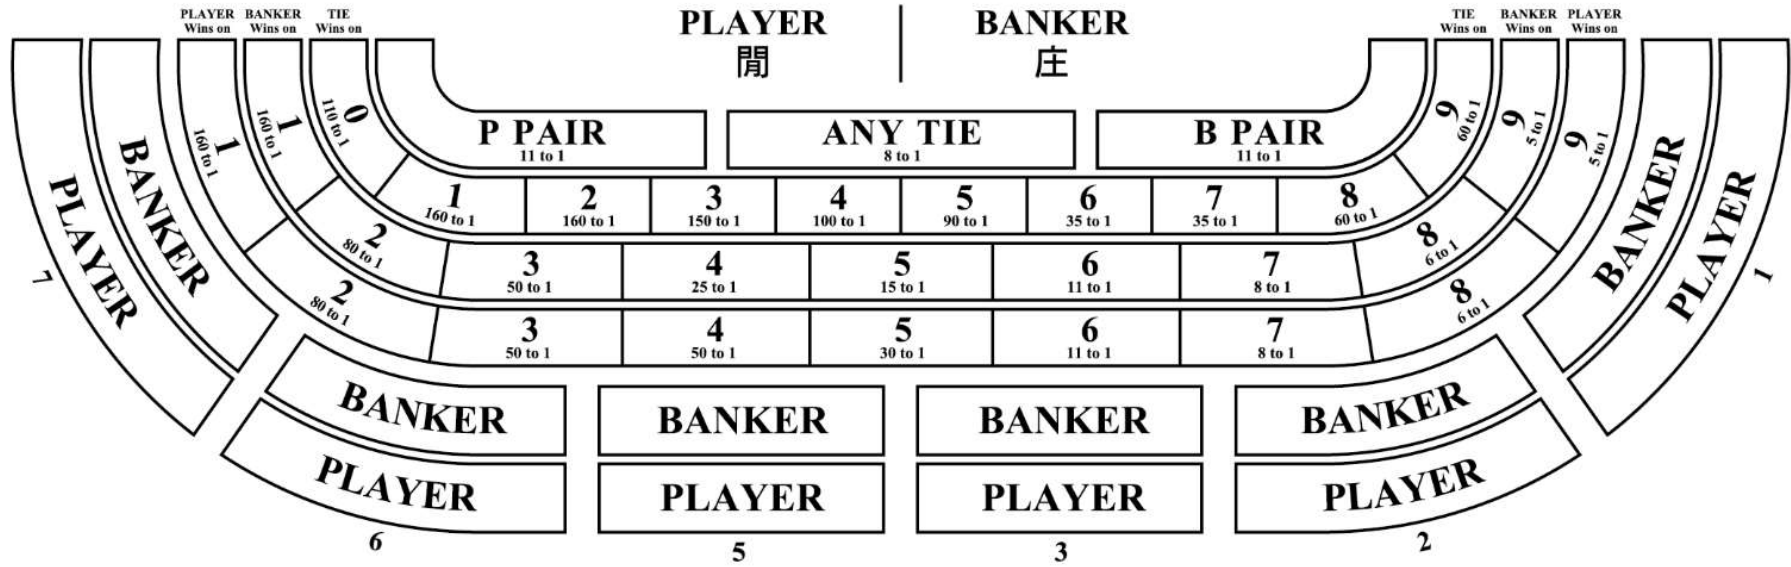 PLAYER
閒
BANKER
庄
PLAYER
Wins on
BANKER
Wins on
TIE
Wins on
TIE
Wins on
BANKER
Wins on
PLAYER
Wins on
P PAIR
11 to 1
ANY TIE
8 to 1
B PAIR
11 to 1
0
110 to 1
1
160 to 1
2
160 to 1
3
150 to 1
4
100 to 1
5
90 to 1
6
35 to 1
7
35 to 1
8
60 to 1
9
60 to 1
1
160 to 1
2
80 to 1
3
50 to 1
4
25 to 1
5
15 to 1
6
11 to 1
7
8 to 1
8
6 to 1
9
5 to 1
1
160 to 1
2
80 to 1
3
50 to 1
4
50 to 1
5
30 to 1
6
11 to 1
7
8 to 1
8
6 to 1
9
5 to 1
BANKER
PLAYER
7
BANKER
PLAYER
6
BANKER
PLAYER
5
BANKER
PLAYER
3
BANKER
PLAYER
2
BANKER
PLAYER
1